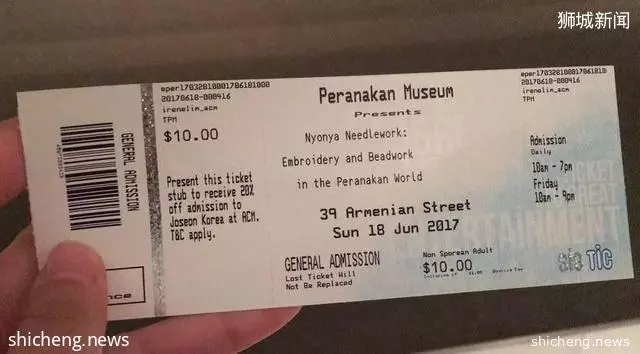 狮城新闻
eper17032810001706181000
20170618-000416
irenelim_acm
TPM
$10.00
Present this ticket
stub to receive 20%
off admission to
Joseon Korea at ACM.
T&C apply.
GENERAL ADMISSION
nce
Peranakan Museum
Presents
Nyonya Needlework:
Embroidery and Beadwork
in the Peranakan World
39 Armenian Street
Sun 18 Jun 2017
GENERAL ADMISSION
Lost Ticket Will
Not Be Replaced
Non Sporean Adult
$10.00
20170618-000416
irenelim_acm
TPM
Admission
Daily
10am - 7pm
Friday
10am - 9pm
TAINMENT
TIC
shicheng.news
shicheng.news